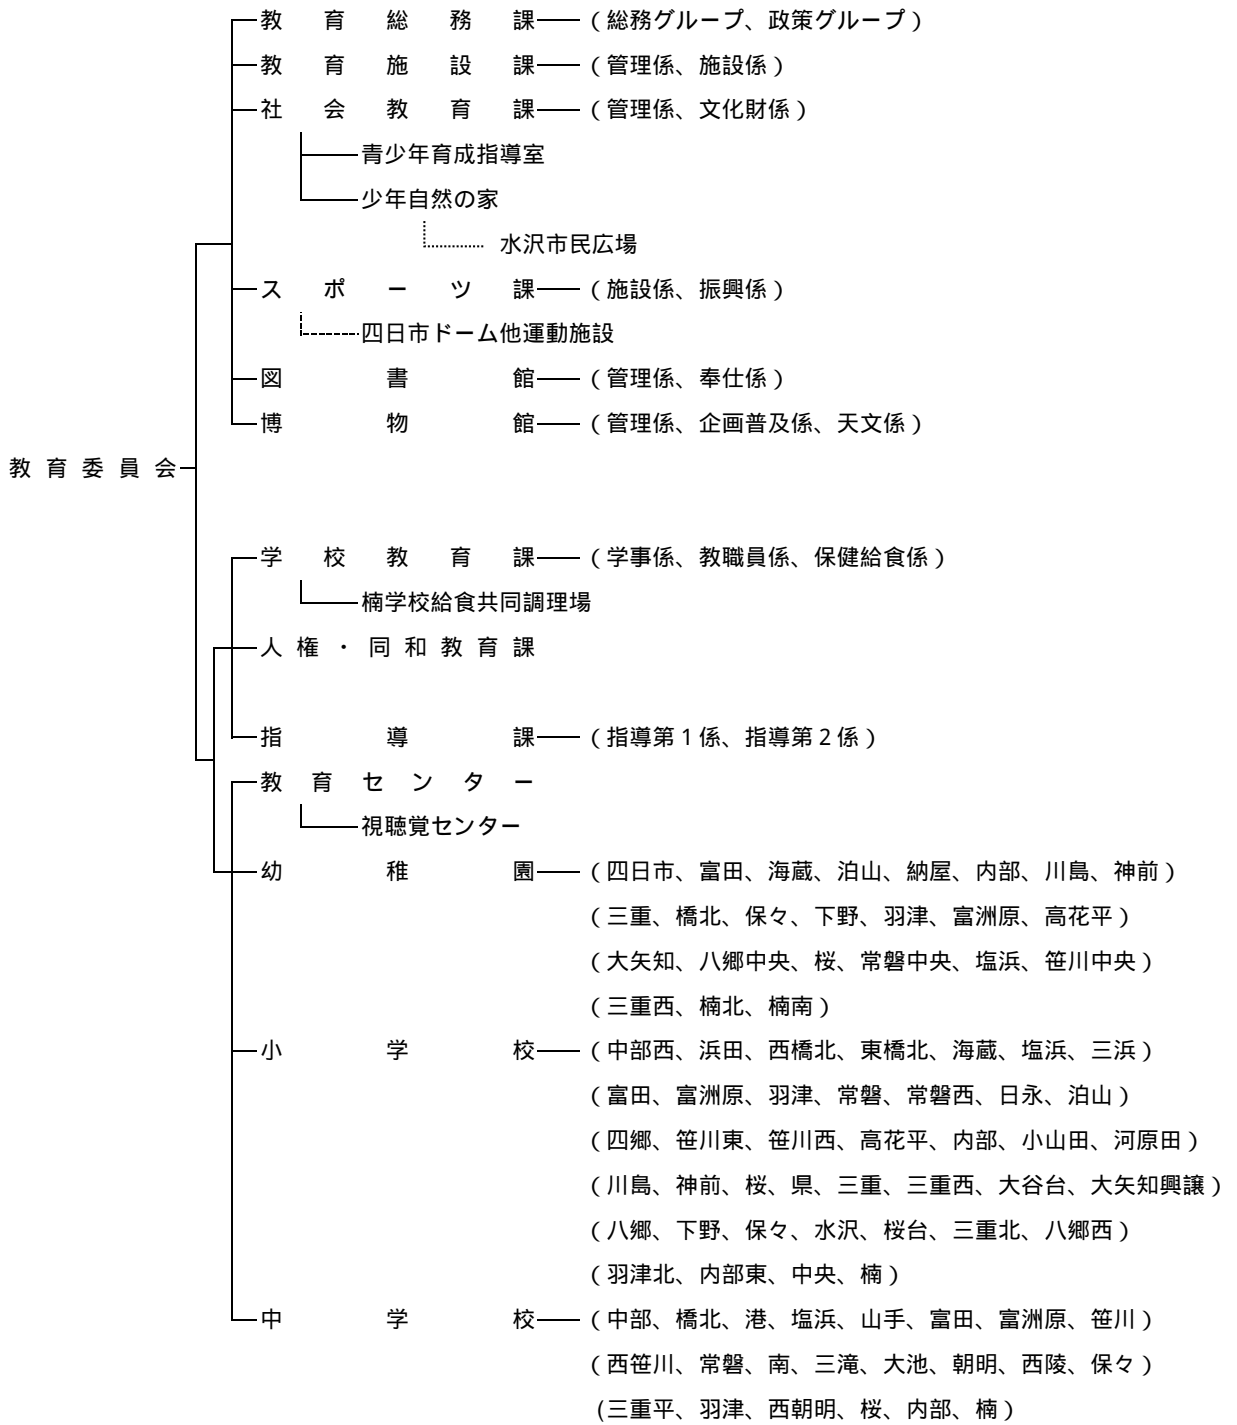 教育総務課 （総務グループ、政策グループ）
教育施設課 （管理係、施設係）
社会教育課 （管理係、文化財係）
青少年育成指導室
少年自然の家
水沢市民広場
スポーツ課 （施設係、振興係）
四日市ドーム他運動施設
図書館 （管理係、奉仕係）
博物館 （管理係、企画普及係、天文係）
教育委員会
学校教育課 （学事係、教職員係、保健給食係）
楠学校給食共同調理場
人権・同和教育課
指導課 （指導第１係、指導第２係）
教育センター
視聴覚センター
幼稚園 （四日市、富田、海蔵、泊山、納屋、内部、川島、神前）
（三重、橋北、保々、下野、羽津、富洲原、高花平）
（大矢知、八郷中央、桜、常磐中央、塩浜、笹川中央）
（三重西、楠北、楠南）
小学校 （中部西、浜田、西橋北、東橋北、海蔵、塩浜、三浜）
（富田、富洲原、羽津、常磐、常磐西、日永、泊山）
（四郷、笹川東、笹川西、高花平、内部、小山田、河原田）
（川島、神前、桜、県、三重、三重西、大谷台、大矢知興譲）
（八郷、下野、保々、水沢、桜台、三重北、八郷西）
（羽津北、内部東、中央、楠）
中学校 （中部、橋北、港、塩浜、山手、富田、富洲原、笹川）
（西笹川、常磐、南、三滝、大池、朝明、西陵、保々）
(三重平、羽津、西朝明、桜、内部、楠）